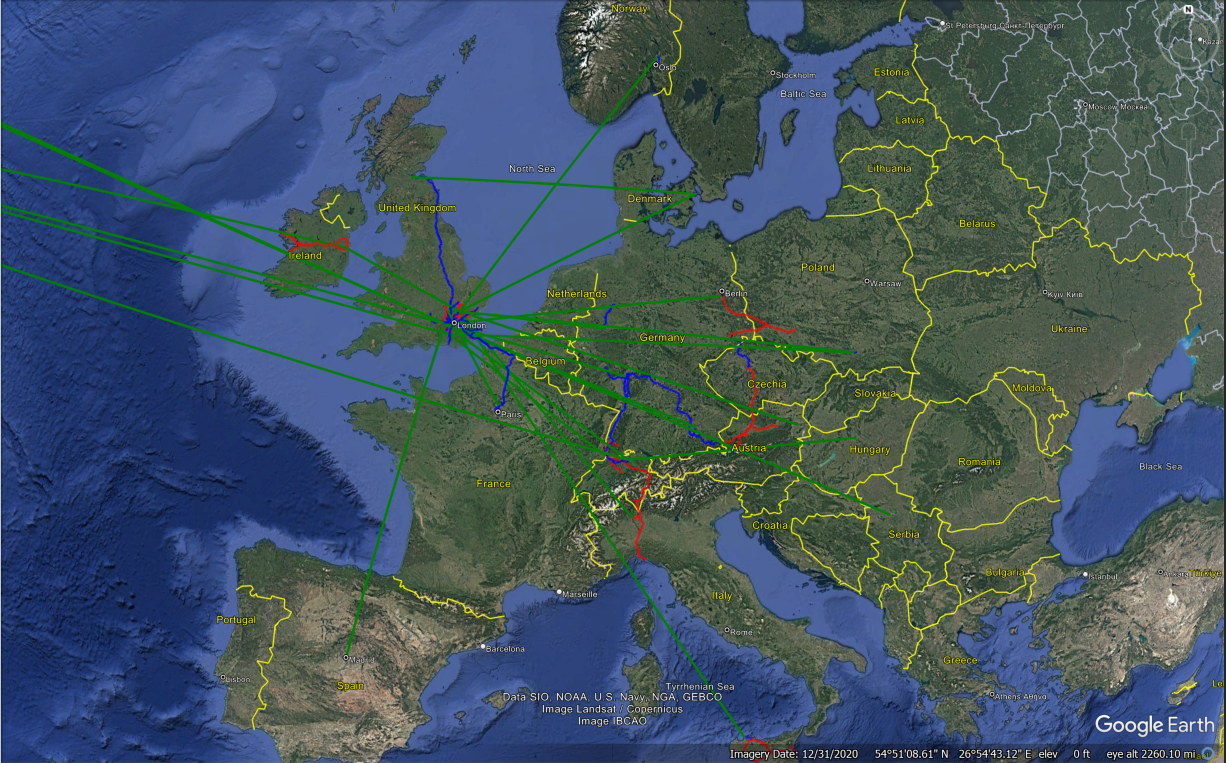 Norway
N
St Petersburg Санкт-Петербург
Oslo
Stockholm
Estonia
Baltic Sea
Moscow Москва
Latvia
North Sea
Lithuania
Denmark
United Kingdom
Belarus
Ireland
Poland
Warsaw
Netherlands
Berlin
Kyiv Київ
London
Ukraine
Germany
Belgium
Czechia
Moldova
Slovakia
Paris
Austria
Hungary
Romania
Black Sea
France
Croatia
Serbia
Bulgaria
Istanbul
Ankara
Türkiye
Marseille
Italy
Portugal
Rome
Barcelona
Madrid
Greece
Lisbon
Spain
Tyrrhenian Sea
Athens Αθήνα
Data SIO, NOAA, U.S. Navy, NGA, GEBCO
Image Landsat / Copernicus
Image IBCAO
Google Earth
Imagery Date: 12/31/2020 54°51'08.61" N 26°54'43.12" E elev 0 ft eye alt 2260.10 mi